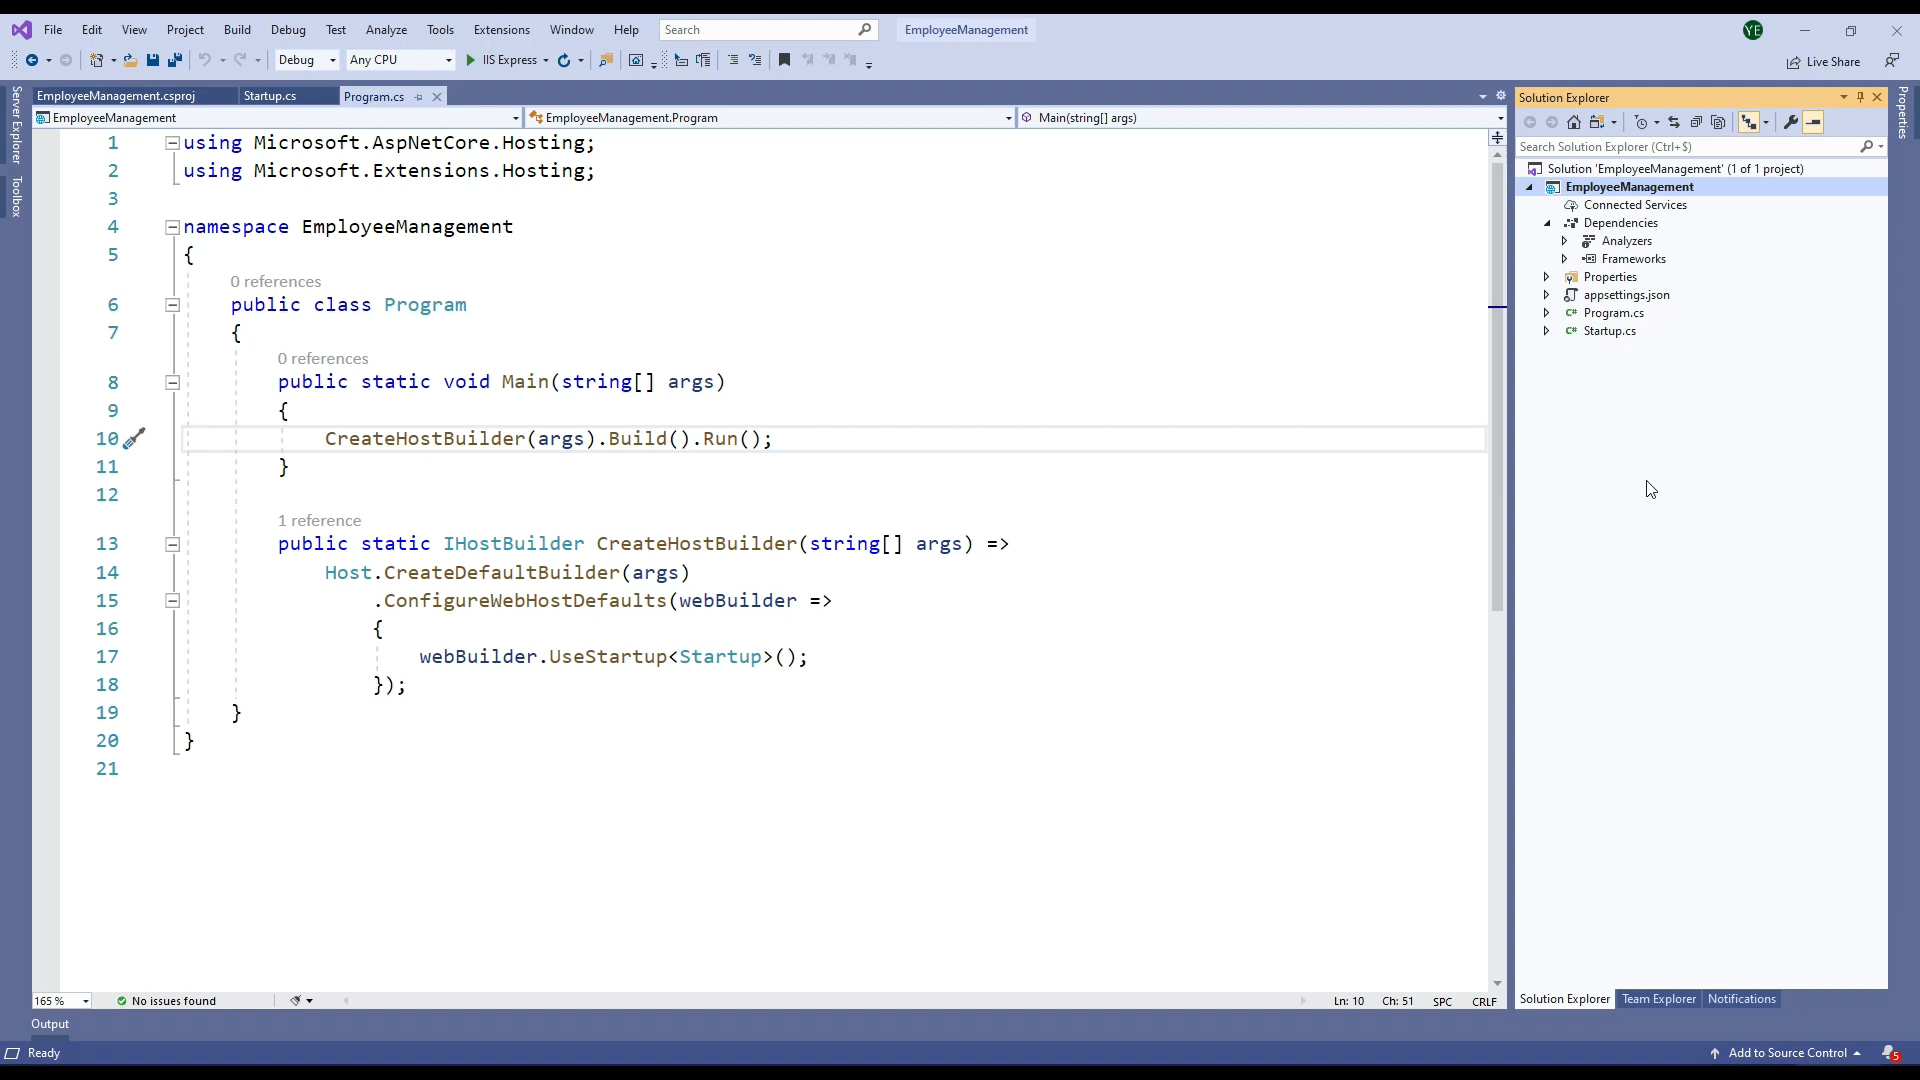 File Edit View Project Build Debug Test Analyze Tools Extensions Window Help Search EmployeeManagement YE
Debug Any CPU IIS Express Live Share
EmployeeManagement.csproj Startup.cs Program.cs
EmployeeManagement EmployeeManagement.Program Main(string[] args)
Server Explorer
Toolbox
1 using Microsoft.AspNetCore.Hosting;
2 using Microsoft.Extensions.Hosting;
3
4 namespace EmployeeManagement
5 {
0 references
6 public class Program
7 {
0 references
8 public static void Main(string[] args)
9 {
10 CreateHostBuilder(args).Build().Run();
11 }
12
1 reference
13 public static IHostBuilder CreateHostBuilder(string[] args) =>
14 Host.CreateDefaultBuilder(args)
15 .ConfigureWebHostDefaults(webBuilder =>
16 {
17 webBuilder.UseStartup<Startup>();
18 });
19 }
20 }
21
165 % No issues found Ln: 10 Ch: 51 SPC CRLF
Solution Explorer
Search Solution Explorer (Ctrl+$)
Solution 'EmployeeManagement' (1 of 1 project)
EmployeeManagement
Connected Services
Dependencies
Analyzers
Frameworks
Properties
appsettings.json
C# Program.cs
C# Startup.cs
Solution Explorer Team Explorer Notifications
Properties
Output
Ready Add to Source Control 5